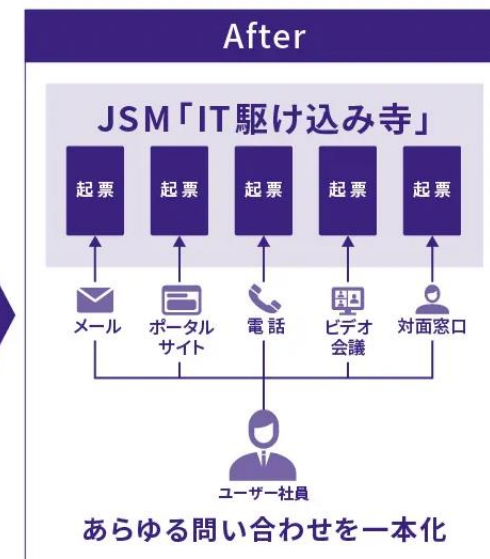 After
JSM「IT駆け込み寺」
起票 起票 起票 起票 起票
メール ポータルサイト 電話 ビデオ会議 対面窓口
ユーザー社員
あらゆる問い合わせを一本化